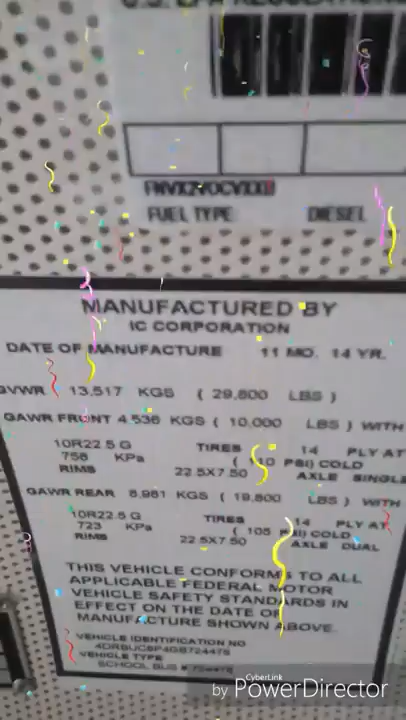 FUEL TYPE DIESEL
MANUFACTURED BY
IC CORPORATION
DATE OF MANUFACTURE 11 MO. 14 YR.
GVWR 13,517 KGS ( 29,800 LBS )
GAWR FRONT 4,536 KGS ( 10,000 LBS ) WITH
10R22.5 G TIRES 14 PLY AT
758 KPa ( 110 PSI) COLD
RIMS 22.5X7.50 AXLE SINGLE
GAWR REAR 8,981 KGS ( 19,800 LBS ) WITH
10R22.5 G TIRES 14 PLY AT
723 KPa ( 105 PSI) COLD
RIMS 22.5X7.50 AXLE DUAL
THIS VEHICLE CONFORMS TO ALL
APPLICABLE FEDERAL MOTOR
VEHICLE SAFETY STANDARDS IN
EFFECT ON THE DATE OF
MANUFACTURE SHOWN ABOVE.
VEHICLE IDENTIFICATION NO
VEHICLE TYPE
SCHOOL BUS
CyberLink
by PowerDirector